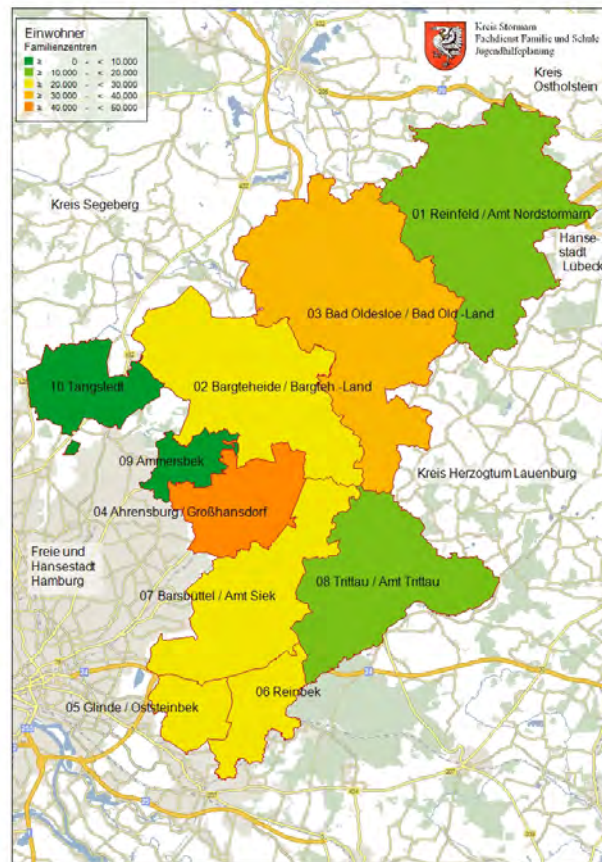 Einwohner
Familienzentren
≥ 0 - < 10.000
≥ 10.000 - < 20.000
≥ 20.000 - < 30.000
≥ 30.000 - < 40.000
≥ 40.000 - < 50.000
Kreis Stormarn
Fachdienst Familie und Schule
Jugendhilfeplanung
Kreis
Ostholstein
Kreis Segeberg
01 Reinfeld / Amt Nordstormarn
Hanse-
stadt
Lübeck
03 Bad Oldesloe / Bad Old.-Land
02 Bargteheide / Bargteh.-Land
10 Tangstedt
09 Ammersbek
Kreis Herzogtum Lauenburg
04 Ahrensburg / Großhansdorf
Freie und
Hansestadt
Hamburg
08 Trittau / Amt Trittau
07 Barsbüttel / Amt Siek
06 Reinbek
05 Glinde / Oststeinbek